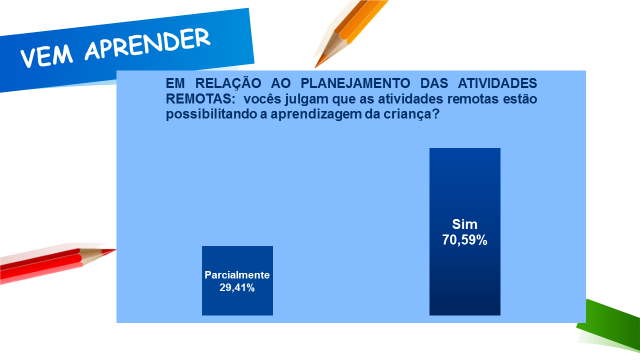 VEM APRENDER
EM RELAÇÃO AO PLANEJAMENTO DAS ATIVIDADES
REMOTAS: vocês julgam que as atividades remotas estão
possibilitando a aprendizagem da criança?
Sim
70,59%
Parcialmente
29,41%